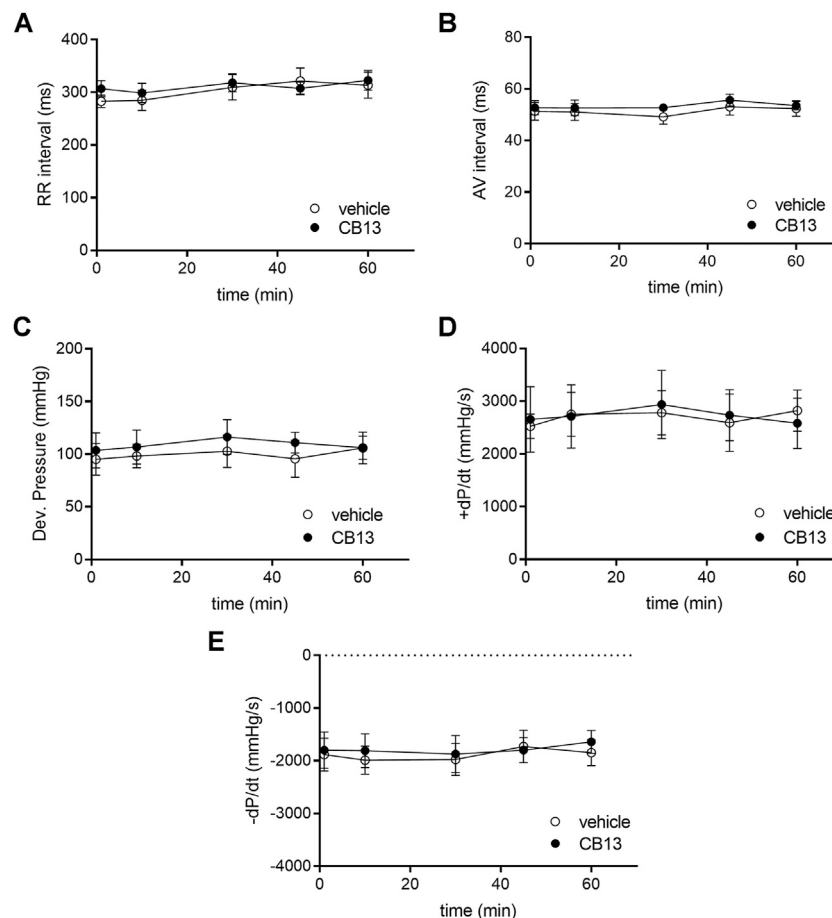 A
400
300
200
100
0
RR interval (ms)
vehicle
CB13
0 20 40 60
time (min)
B
80
60
40
20
0
AV interval (ms)
vehicle
CB13
0 20 40 60
time (min)
C
200
150
100
50
0
Dev. Pressure (mmHg)
vehicle
CB13
0 20 40 60
time (min)
D
4000
3000
2000
1000
0
+dP/dt (mmHg/s)
vehicle
CB13
0 20 40 60
time (min)
E
0
-1000
-2000
-3000
-4000
-dP/dt (mmHg/s)
vehicle
CB13
0 20 40 60
time (min)